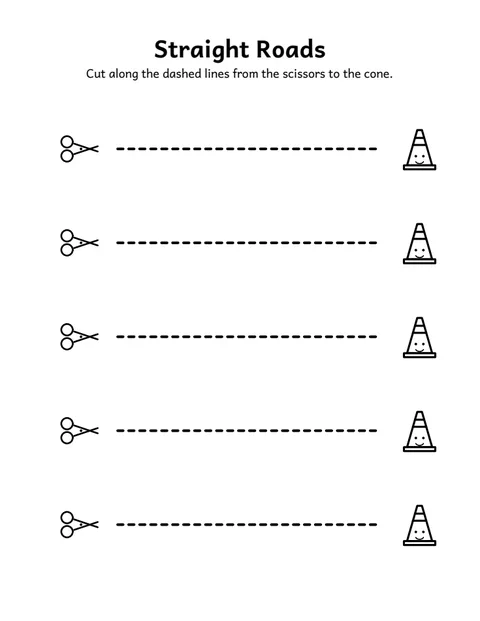 Straight Roads
Cut along the dashed lines from the scissors to the cone.